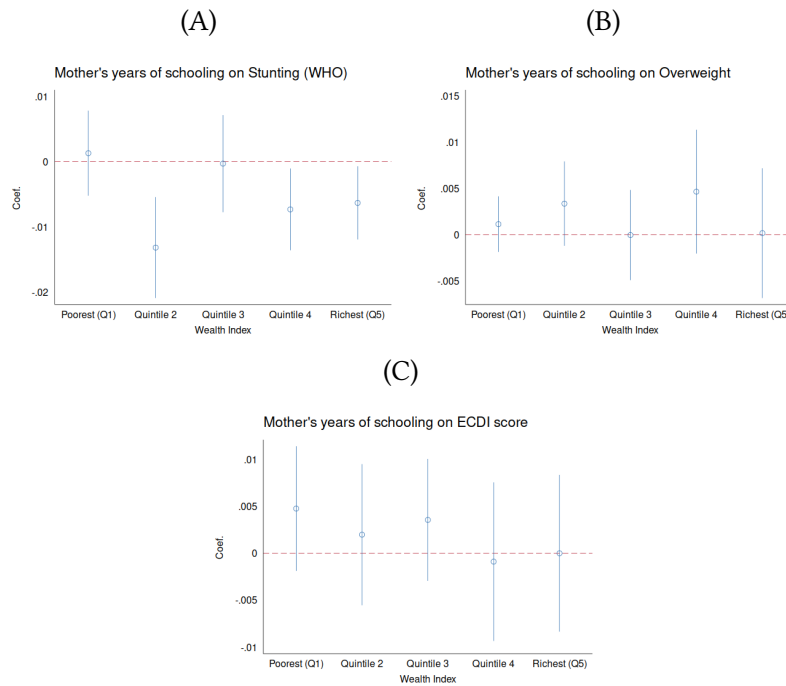 (A)
Mother's years of schooling on Stunting (WHO)
.01
0
-.01
-.02
Coef.
Poorest (Q1) Quintile 2 Quintile 3 Quintile 4 Richest (Q5)
Wealth Index
(B)
Mother's years of schooling on Overweight
.015
.01
.005
0
-.005
Coef.
Poorest (Q1) Quintile 2 Quintile 3 Quintile 4 Richest (Q5)
Wealth Index
(C)
Mother's years of schooling on ECDI score
.01
.005
0
-.005
-.01
Coef.
Poorest (Q1) Quintile 2 Quintile 3 Quintile 4 Richest (Q5)
Wealth Index